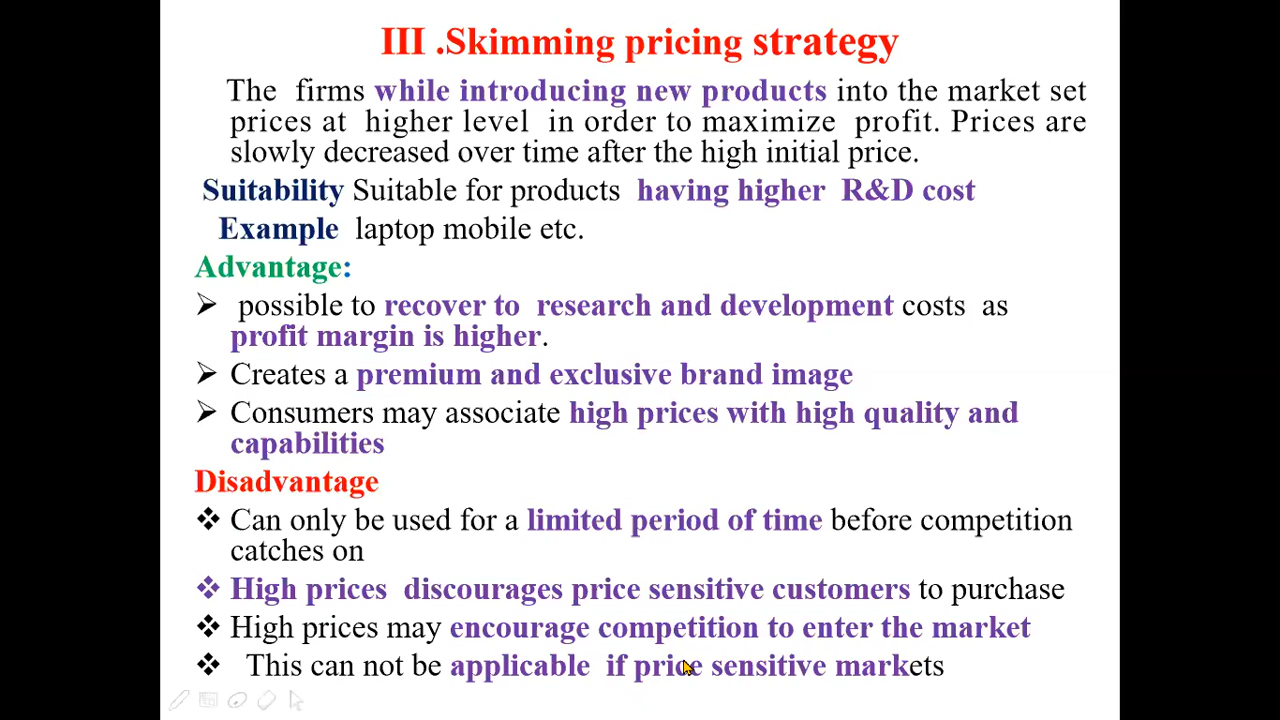 III .Skimming pricing strategy
The firms while introducing new products into the market set
prices at higher level in order to maximize profit. Prices are
slowly decreased over time after the high initial price.
Suitability Suitable for products having higher R&D cost
Example laptop mobile etc.
Advantage:
➢ possible to recover to research and development costs as
profit margin is higher.
➢ Creates a premium and exclusive brand image
➢ Consumers may associate high prices with high quality and
capabilities
Disadvantage
❖ Can only be used for a limited period of time before competition
catches on
❖ High prices discourages price sensitive customers to purchase
❖ High prices may encourage competition to enter the market
❖ This can not be applicable if price sensitive markets